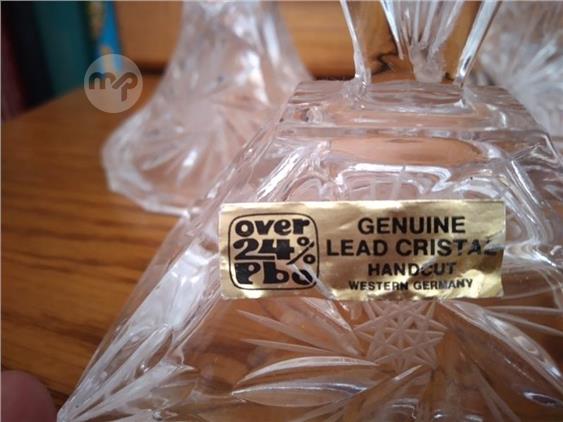 mp
over
24%
PbO
GENUINE
LEAD CRISTAL
HANDCUT
WESTERN GERMANY